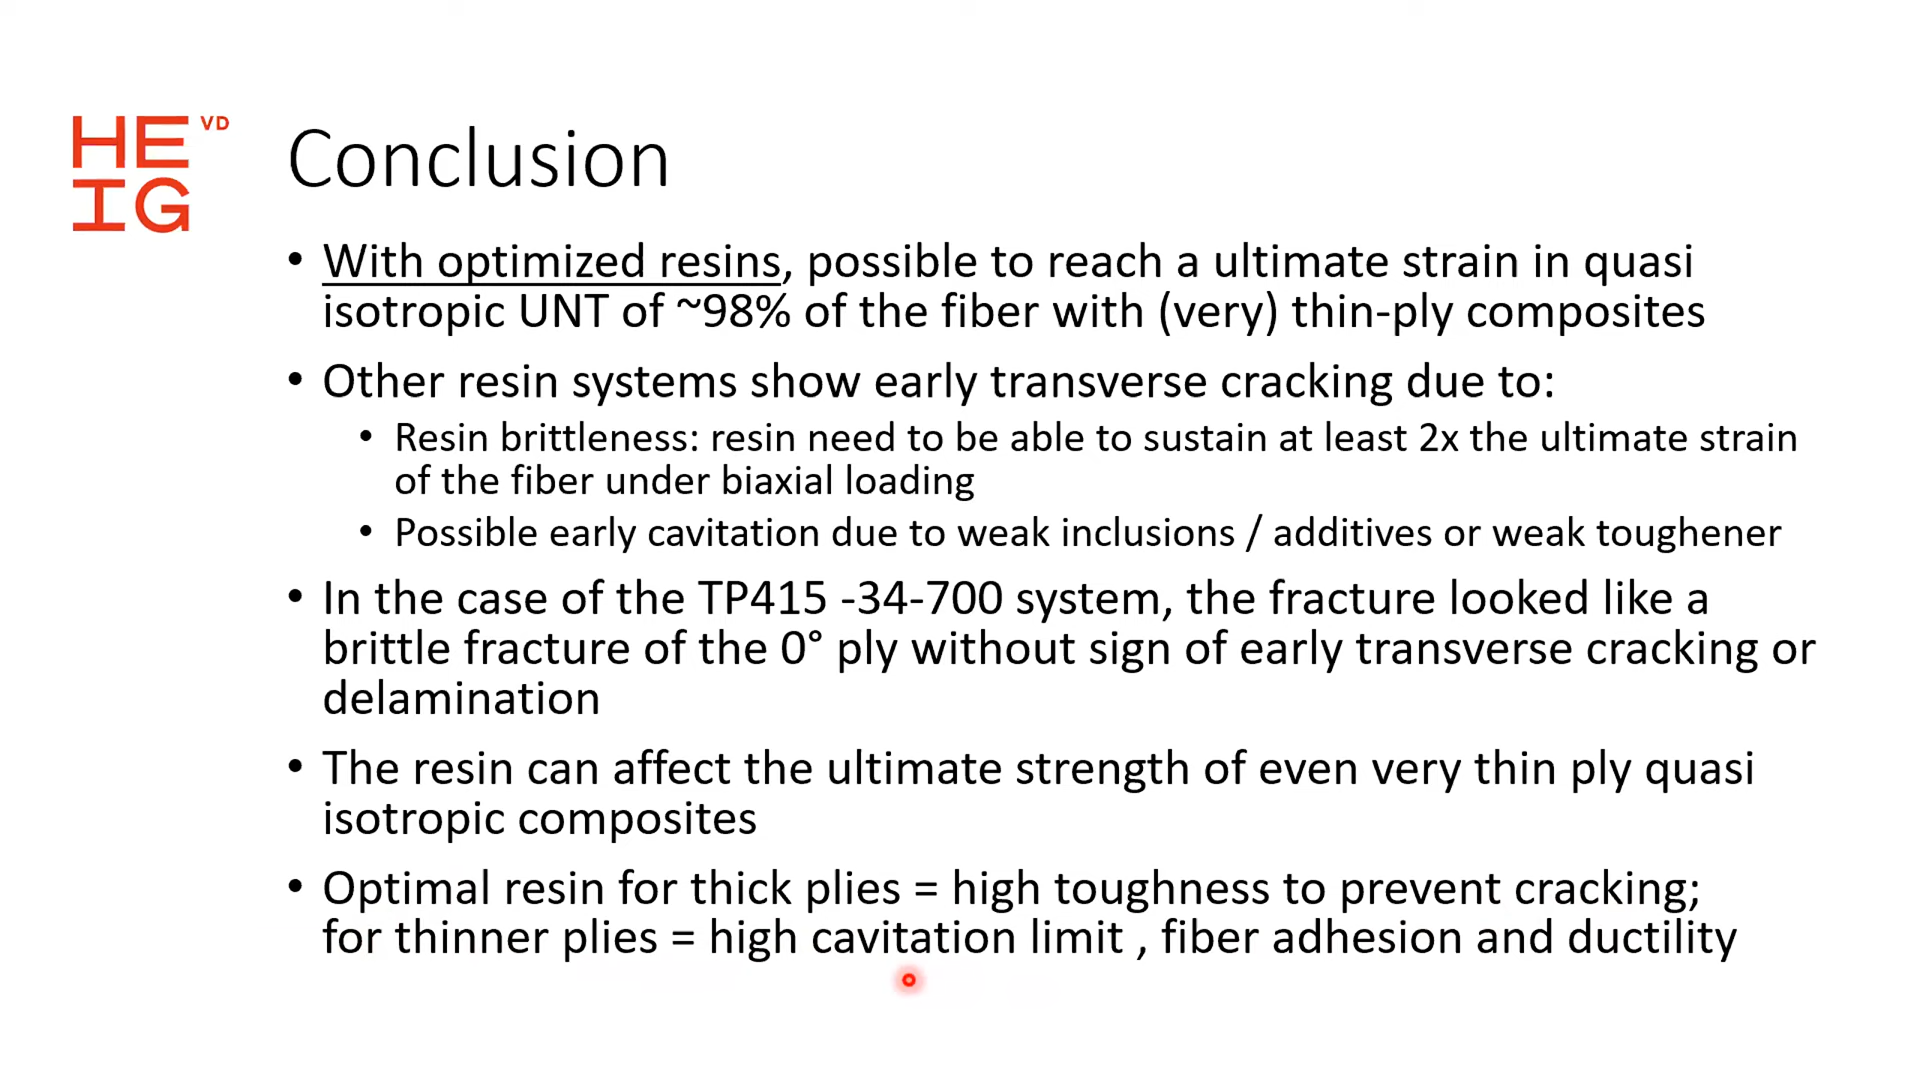 HE VD
IG
Conclusion
• With optimized resins, possible to reach a ultimate strain in quasi
isotropic UNT of ~98% of the fiber with (very) thin-ply composites
• Other resin systems show early transverse cracking due to:
• Resin brittleness: resin need to be able to sustain at least 2x the ultimate strain
of the fiber under biaxial loading
• Possible early cavitation due to weak inclusions / additives or weak toughener
• In the case of the TP415 -34-700 system, the fracture looked like a
brittle fracture of the 0° ply without sign of early transverse cracking or
delamination
• The resin can affect the ultimate strength of even very thin ply quasi
isotropic composites
• Optimal resin for thick plies = high toughness to prevent cracking;
for thinner plies = high cavitation limit , fiber adhesion and ductility